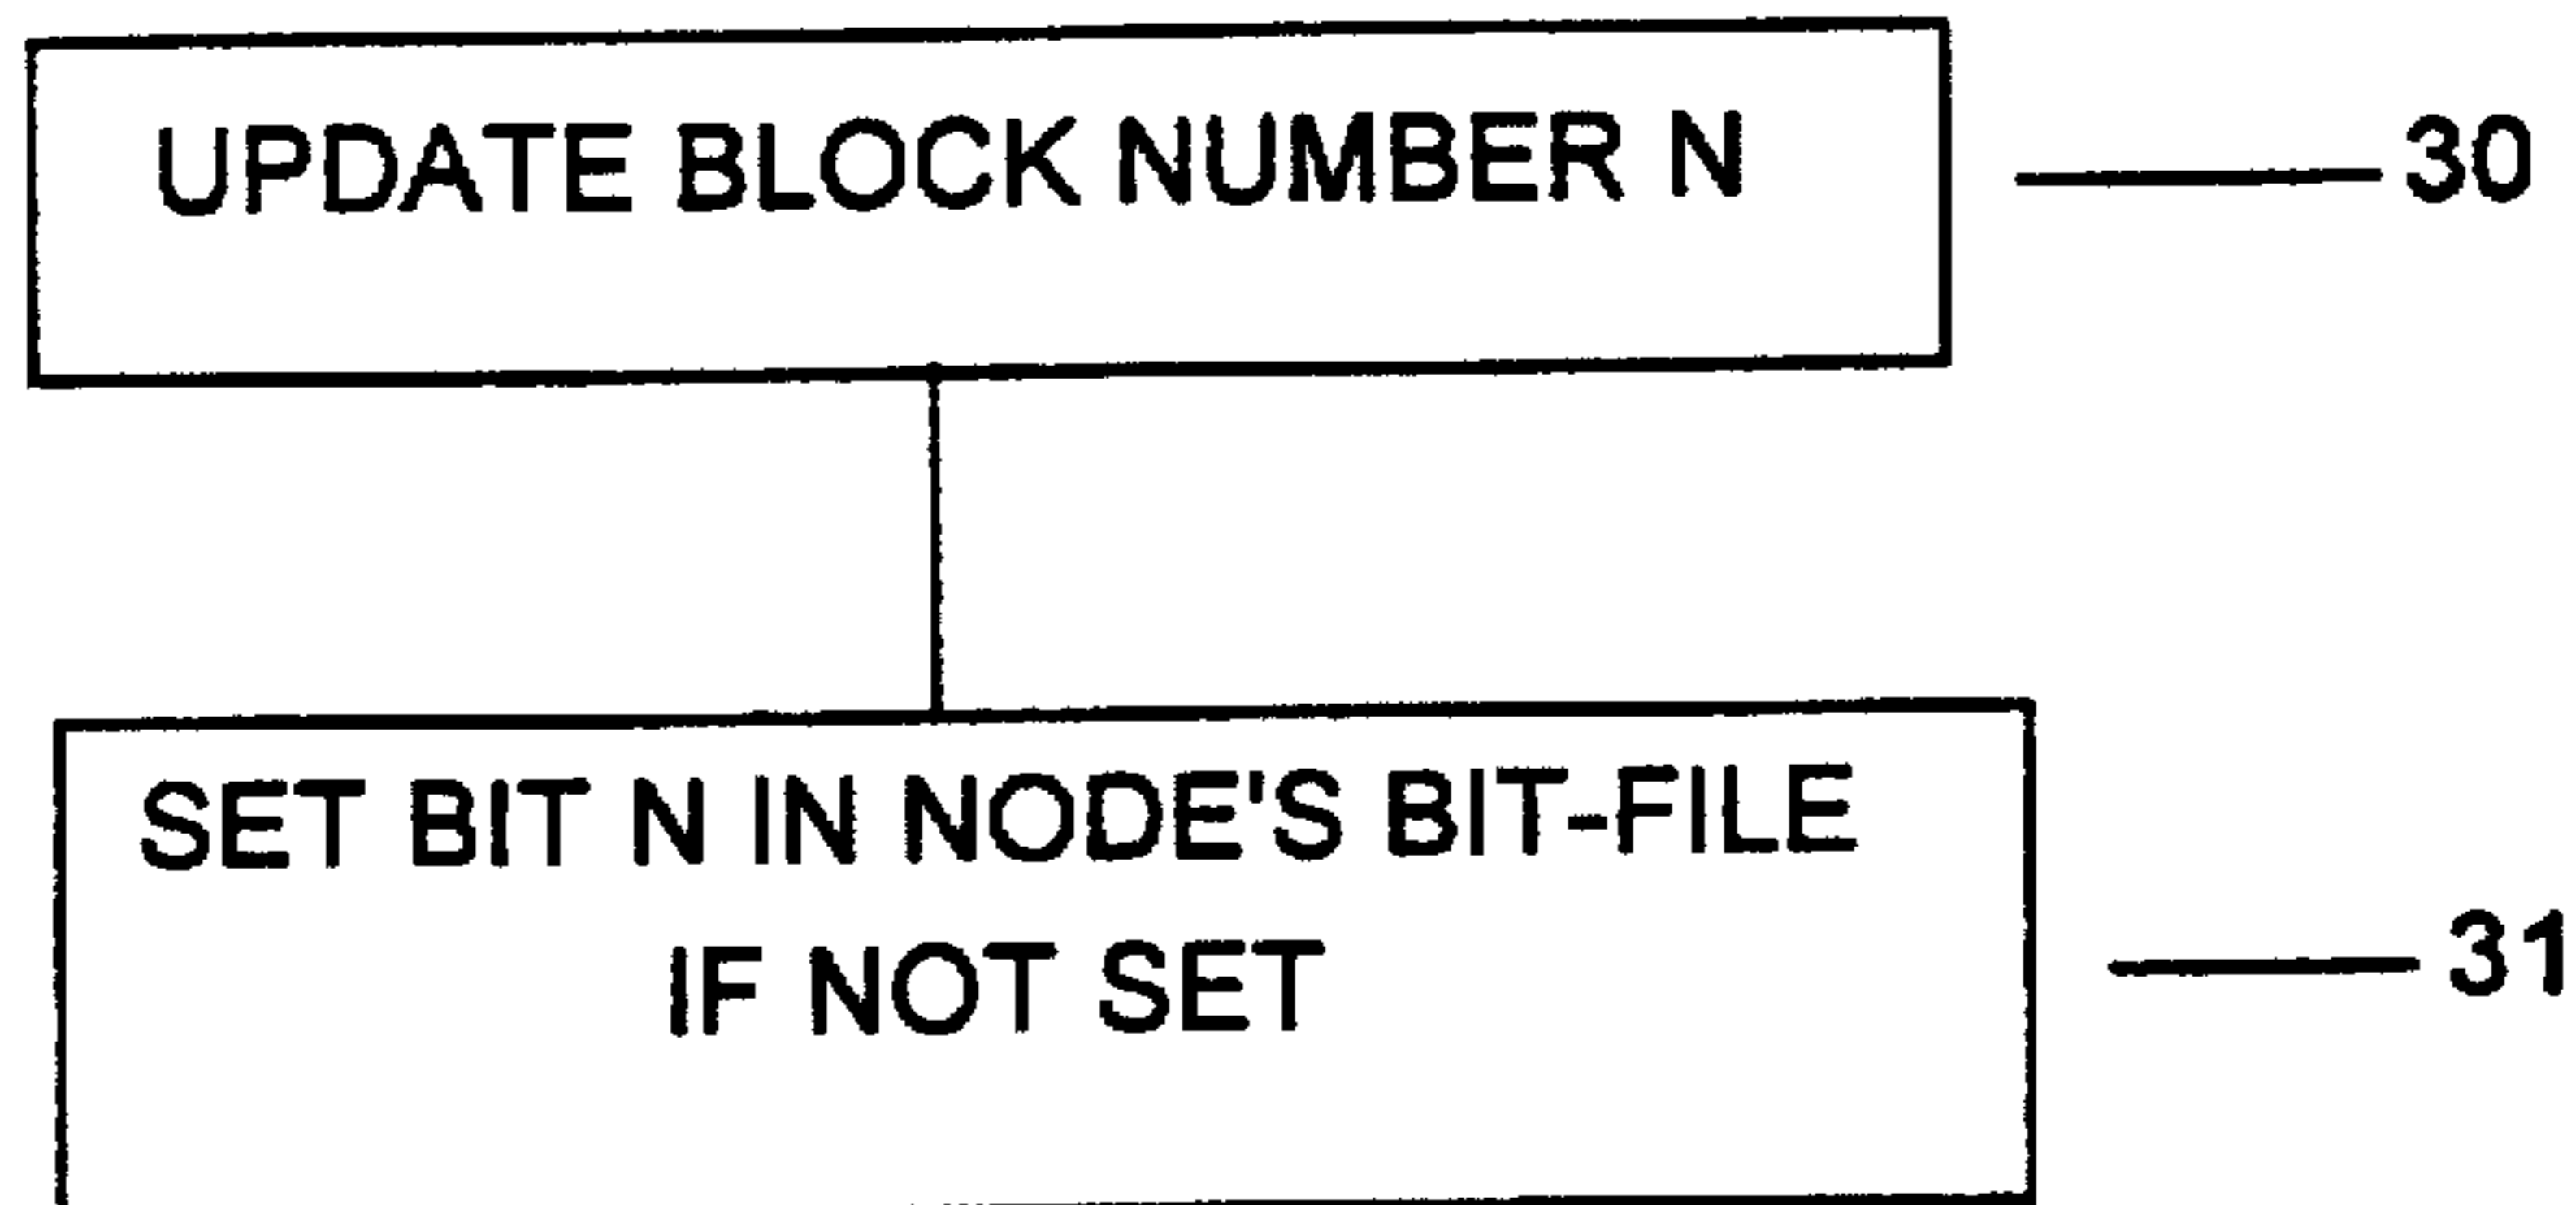 UPDATE BLOCK NUMBER N
30
SET BIT N IN NODE'S BIT-FILE
IF NOT SET
31